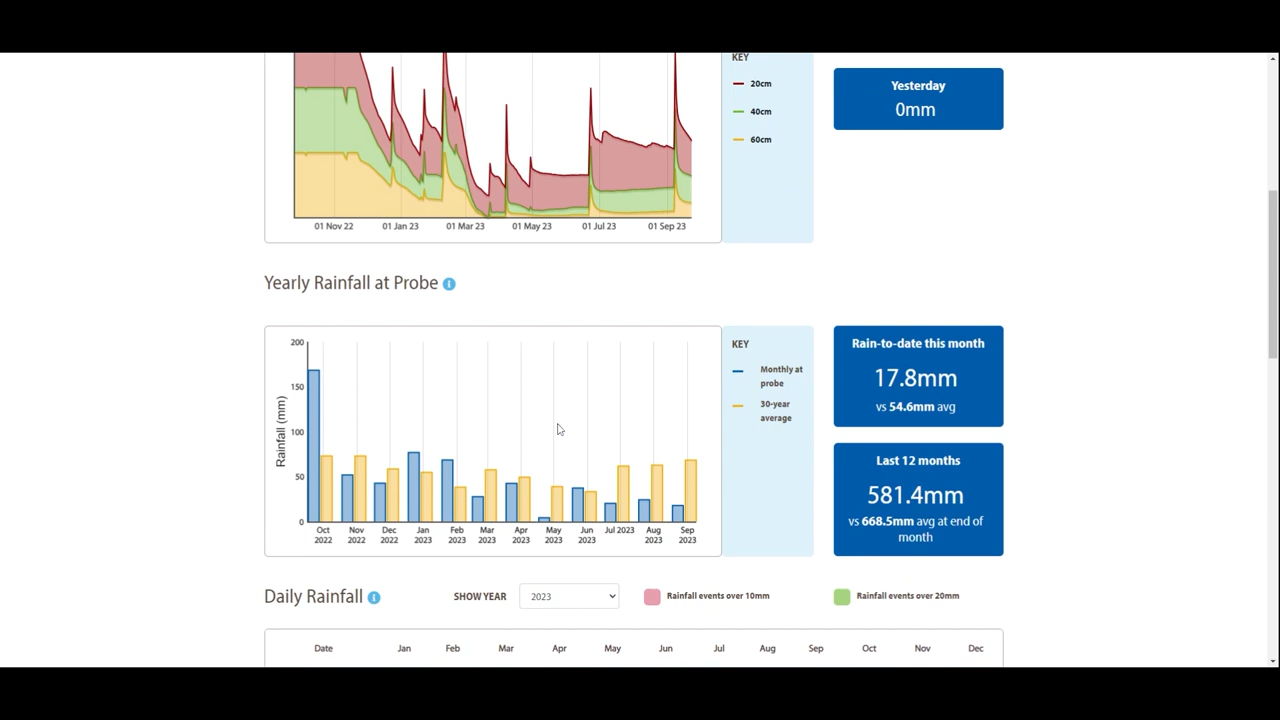 KEY
20cm
40cm
60cm
Yesterday
0mm
01 Nov 22 01 Jan 23 01 Mar 23 01 May 23 01 Jul 23 01 Sep 23
Yearly Rainfall at Probe i
Rainfall (mm)
200
150
100
50
0
Oct 2022
Nov 2022
Dec 2022
Jan 2023
Feb 2023
Mar 2023
Apr 2023
May 2023
Jun 2023
Jul 2023
Aug 2023
Sep 2023
KEY
Monthly at
probe
30-year
average
Rain-to-date this month
17.8mm
vs 54.6mm avg
Last 12 months
581.4mm
vs 668.5mm avg at end of
month
Daily Rainfall i SHOW YEAR 2023 Rainfall events over 10mm Rainfall events over 20mm
Date Jan Feb Mar Apr May Jun Jul Aug Sep Oct Nov Dec